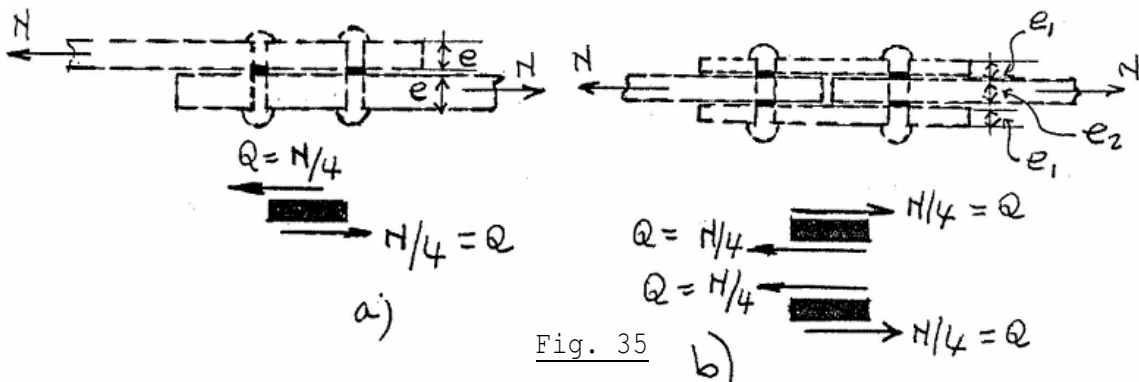 N
e
e
N
Q = N/4
N/4 = Q
a)
N
e₁
N
e₂
e₁
N/4 = Q
Q = N/4
Q = N/4
N/4 = Q
b)
Fig. 35